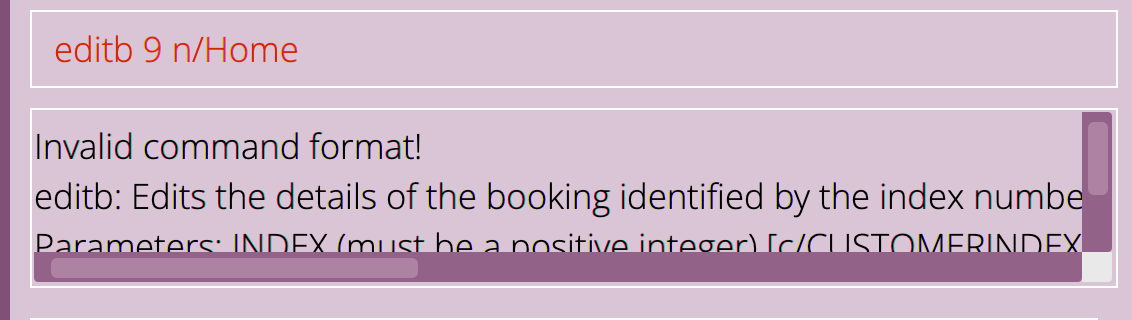 editb 9 n/Home
Invalid command format!
editb: Edits the details of the booking identified by the index numbe
Parameters: INDEX (must be a positive integer) [c/CUSTOMERINDEX